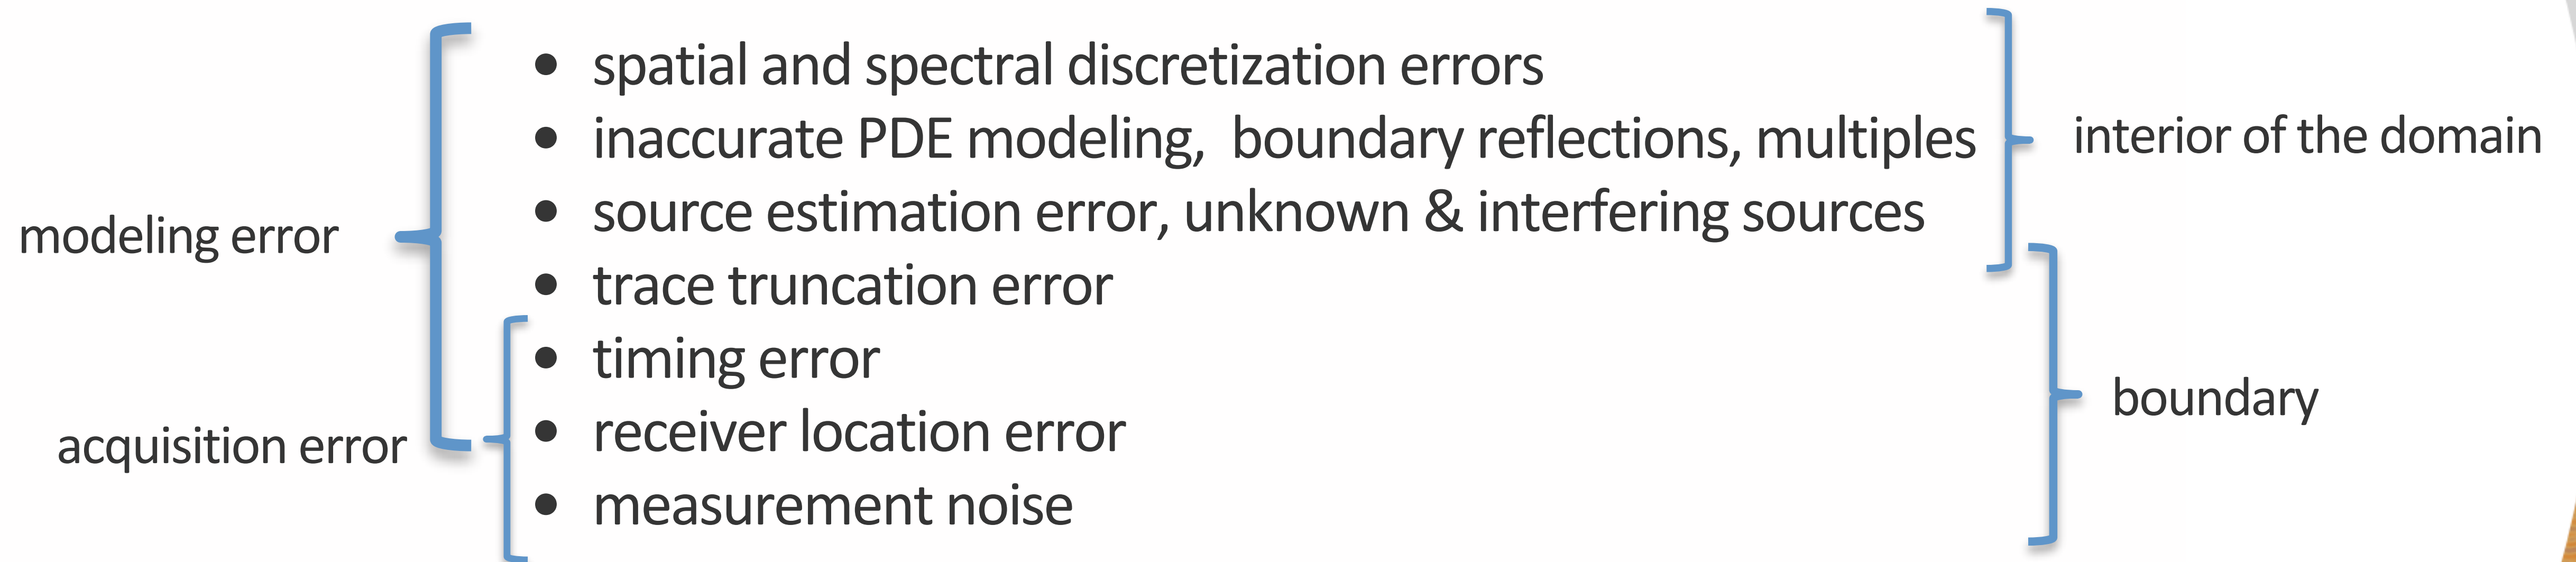 • spatial and spectral discretization errors
• inaccurate PDE modeling, boundary reflections, multiples
interior of the domain
• source estimation error, unknown & interfering sources
modeling error
• trace truncation error
• timing error
boundary
• receiver location error
acquisition error
• measurement noise